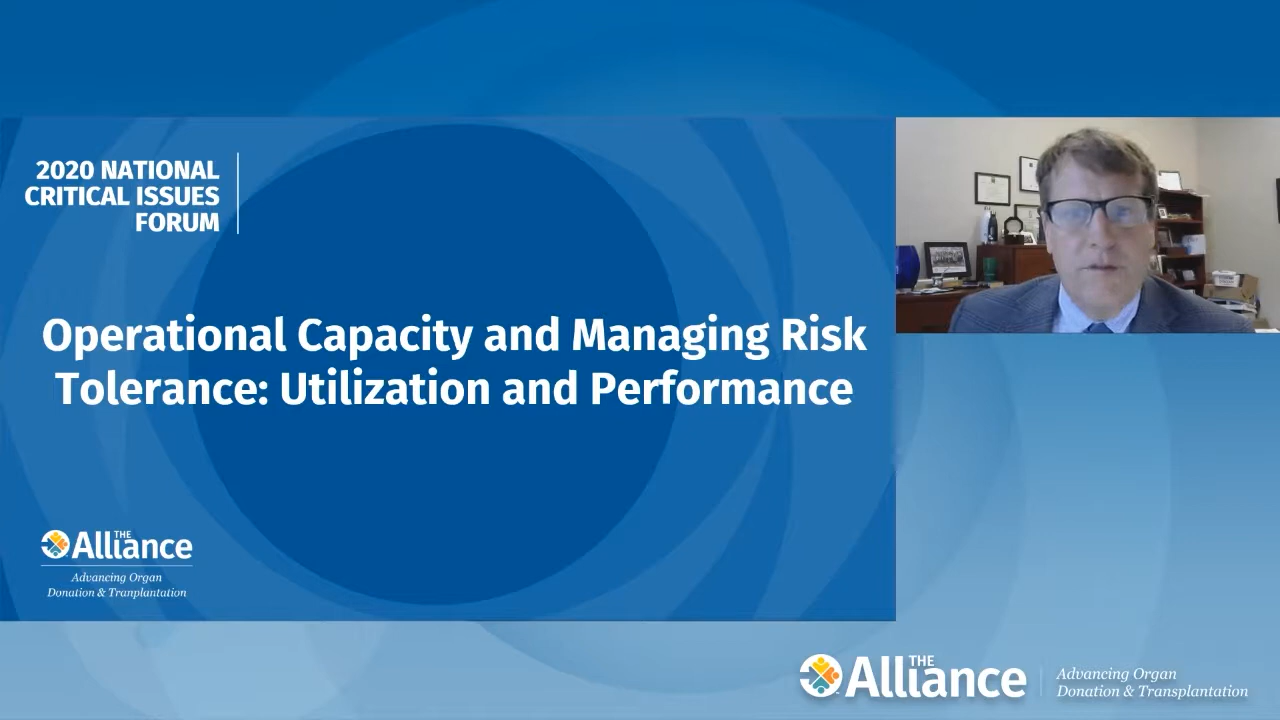 2020 NATIONAL
CRITICAL ISSUES
FORUM
Operational Capacity and Managing Risk
Tolerance: Utilization and Performance
THE
Alliance
Advancing Organ
Donation & Tranplantation
THE
Alliance
Advancing Organ
Donation & Transplantation